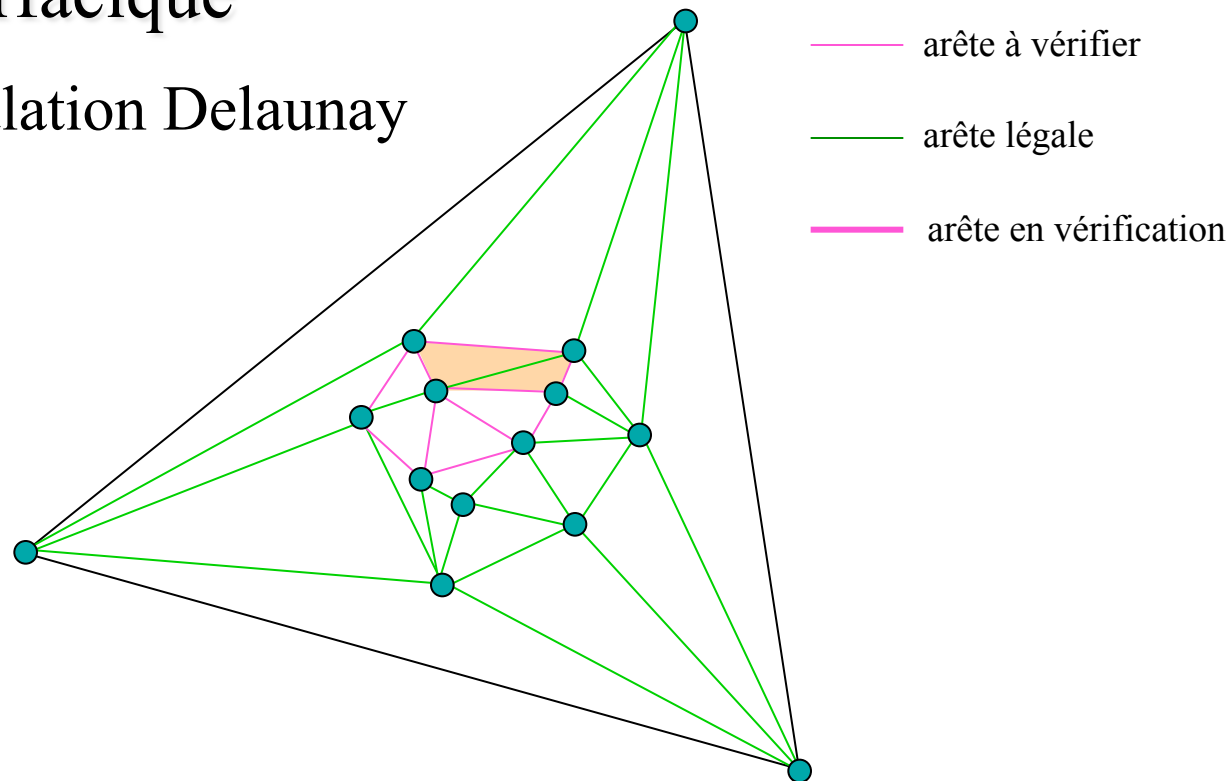 lation Delaunay
arête à vérifier
arête légale
arête en vérification